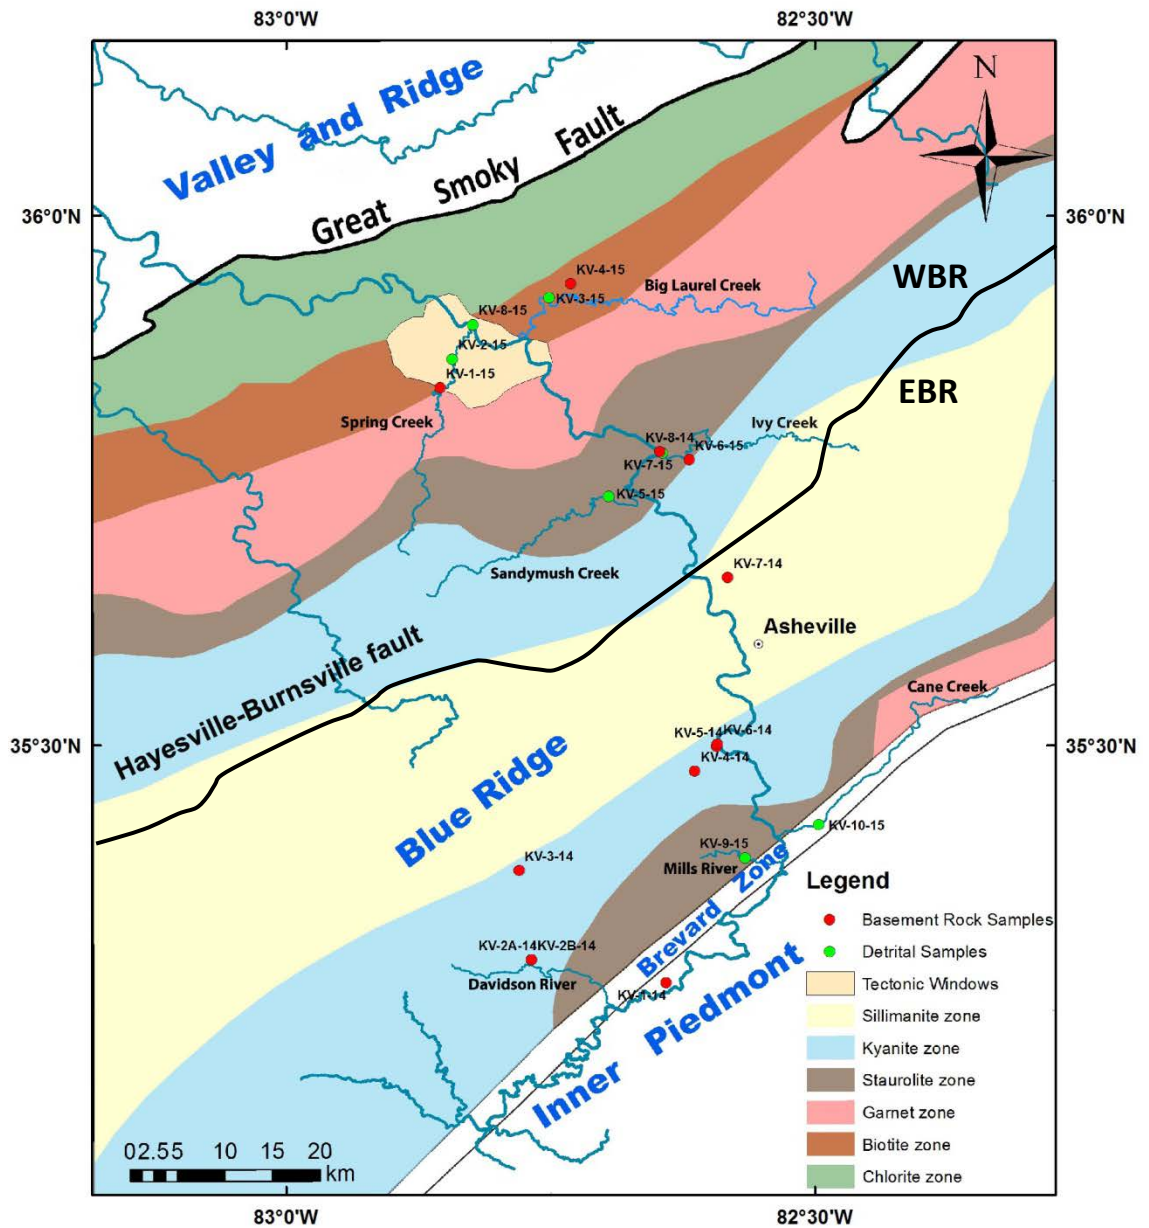 83°0'W
82°30'W
N
Valley and Ridge
Great Smoky Fault
36°0'N
36°0'N
WBR
KV-4-15
Big Laurel Creek
KV-3-15
KV-8-15
KV-2-15
KV-1-15
EBR
Spring Creek
Ivy Creek
KV-8-14
KV-6-15
KV-7-15
KV-5-15
Sandymush Creek
KV-7-14
Asheville
Hayesville-Burnsville fault
Cane Creek
35°30'N
35°30'N
KV-5-14 KV-6-14
KV-4-14
Blue Ridge
KV-10-15
KV-9-15
Mills River
KV-3-14
Brevard Zone
KV-2A-14KV-2B-14
Davidson River
KV-1-14
Inner Piedmont
Legend
Basement Rock Samples
Detrital Samples
Tectonic Windows
Sillimanite zone
Kyanite zone
Staurolite zone
Garnet zone
Biotite zone
Chlorite zone
02.55 10 15 20
km
83°0'W
82°30'W